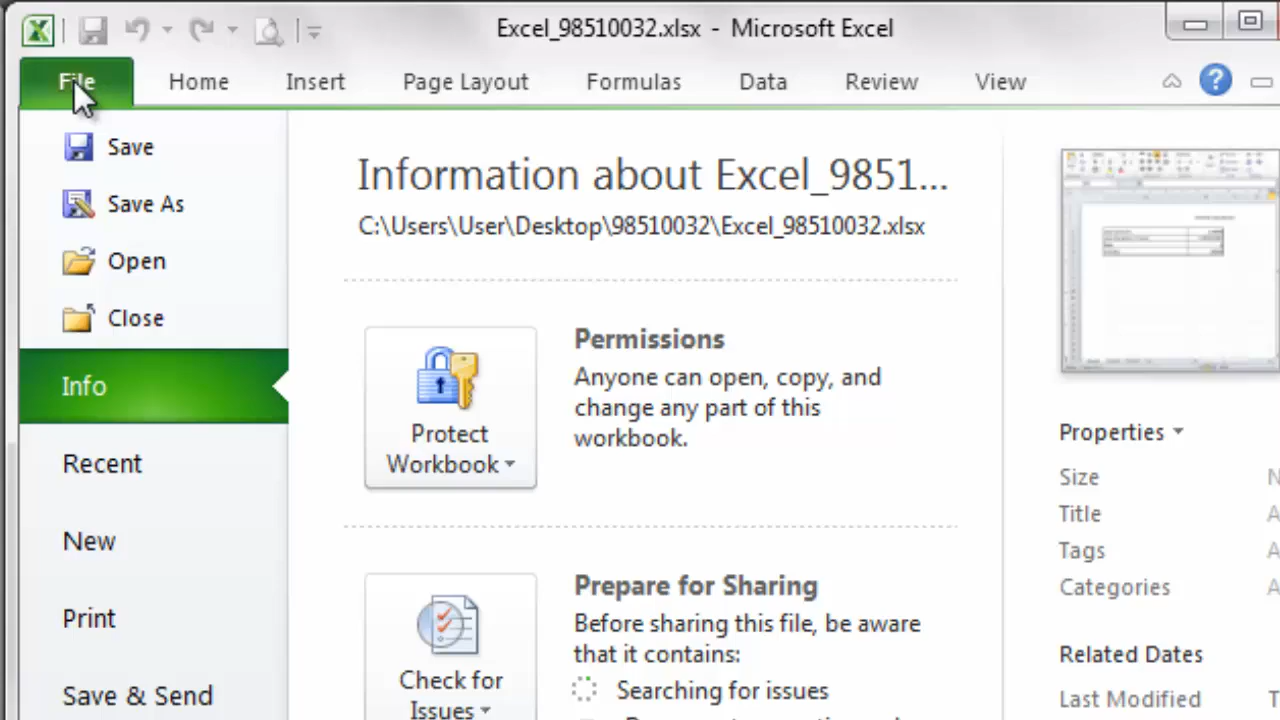 Excel_98510032.xlsx - Microsoft Excel
File Home Insert Page Layout Formulas Data Review View
Save
Save As
Open
Close
Info
Recent
New
Print
Save & Send
Information about Excel_9851...
C:\Users\User\Desktop\98510032\Excel_98510032.xlsx
Protect
Workbook
Permissions
Anyone can open, copy, and
change any part of this
workbook.
Check for
Issues
Prepare for Sharing
Before sharing this file, be aware
that it contains:
Searching for issues
Properties
Size
Title
Tags
Categories
Related Dates
Last Modified